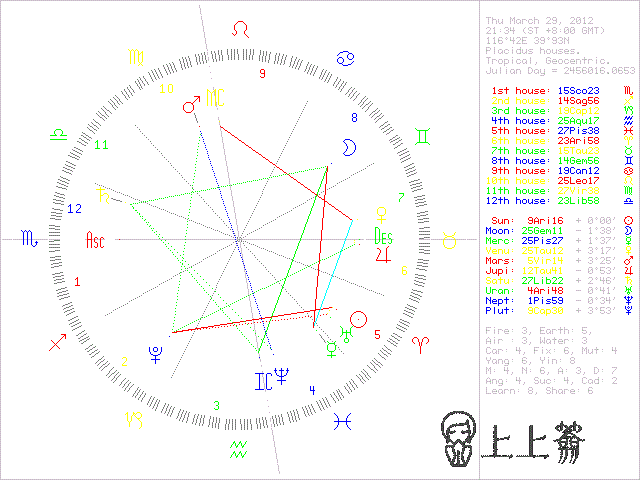 Thu March 29, 2012
21:34 (ST +8:00 GMT)
116°42E 39°93N
Placidus houses.
Tropical, Geocentric.
Julian Day = 2456016.0653
1st house: 15Sco23
2nd house: 14Sag56
3rd house: 19Cap12
4th house: 25Aqu17
5th house: 27Pis38
6th house: 23Ari58
7th house: 15Tau23
8th house: 14Gem56
9th house: 19Can12
10th house: 25Leo17
11th house: 27Vir38
12th house: 23Lib58
Sun: 9Ari16 + 0°00'
Moon: 25Gem11 - 1°38'
Merc: 25Pis27 + 1°37'
Venu: 25Tau12 + 3°17'
Mars: 5Vir14 + 3°25'
Jupi: 12Tau41 - 0°53'
Satu: 27Lib22 + 2°46'
Uran: 4Ari48 - 0°41'
Nept: 1Pis59 - 0°34'
Plut: 9Cap30 + 3°53'
Fire: 3, Earth: 5,
Air : 3, Water: 3
Car: 4, Fix: 6, Mut: 4
Yang: 6, Yin: 8
M: 4, N: 6, A: 3, D: 7
Ang: 4, Suc: 4, Cad: 2
Learn: 8, Share: 6
9
10
MC
8
11
12
7
Asc
Des
6
1
5
2
IC
4
3
上上